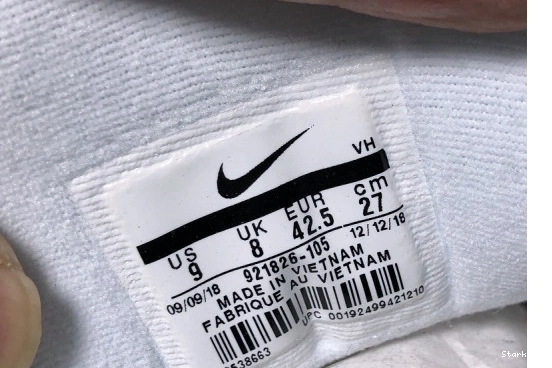 VH
US UK EUR cm
9 8 42.5 27
09/09/18 921826-105 12/12/18
MADE IN VIETNAM
FABRIQUE AU VIETNAM
UPC 00192499421210
0538663
Stark